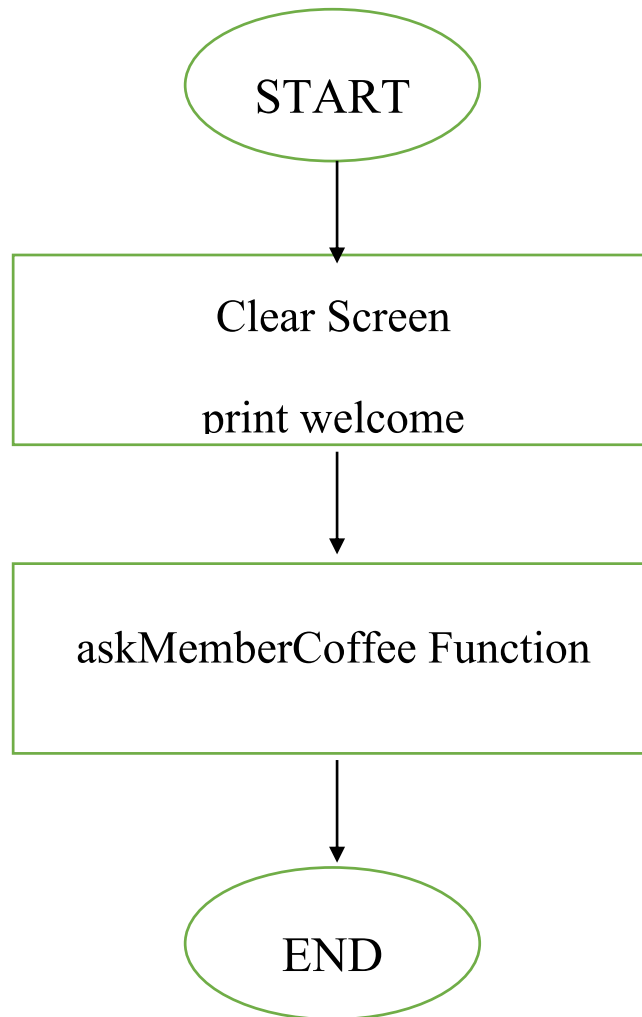 START
Clear Screen
print welcome
askMemberCoffee Function
END